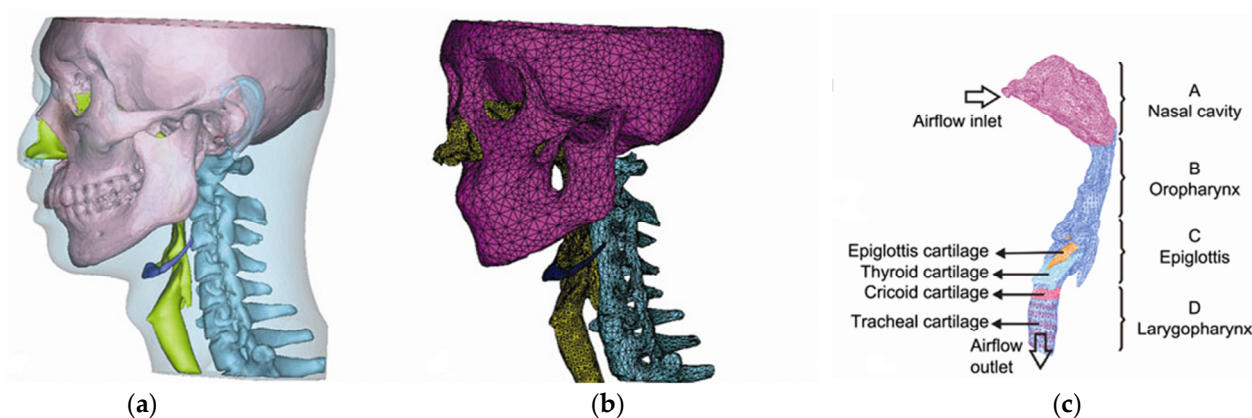 A
Nasal cavity
Airflow inlet
B
Oropharynx
C
Epiglottis
Epiglottis cartilage
Thyroid cartilage
Cricoid cartilage
D
Larygopharynx
Tracheal cartilage
Airflow
outlet
(a)
(b)
(c)